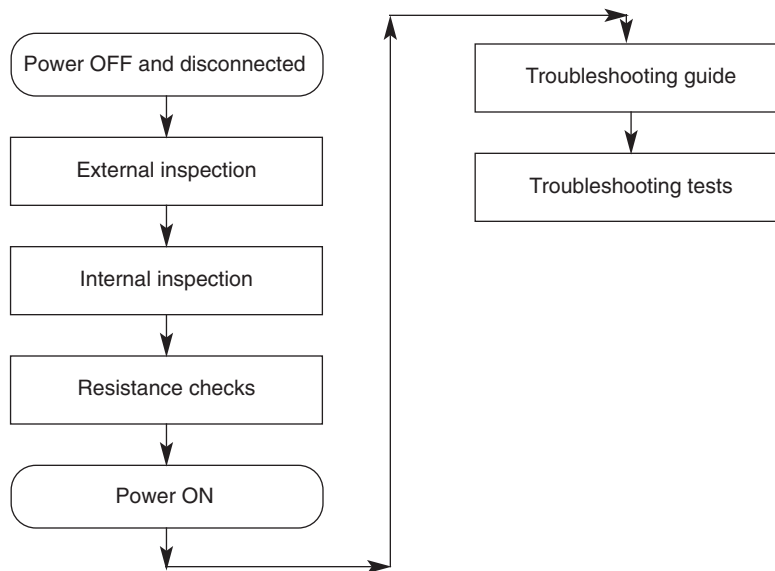 Power OFF and disconnected
External inspection
Internal inspection
Resistance checks
Power ON
Troubleshooting guide
Troubleshooting tests